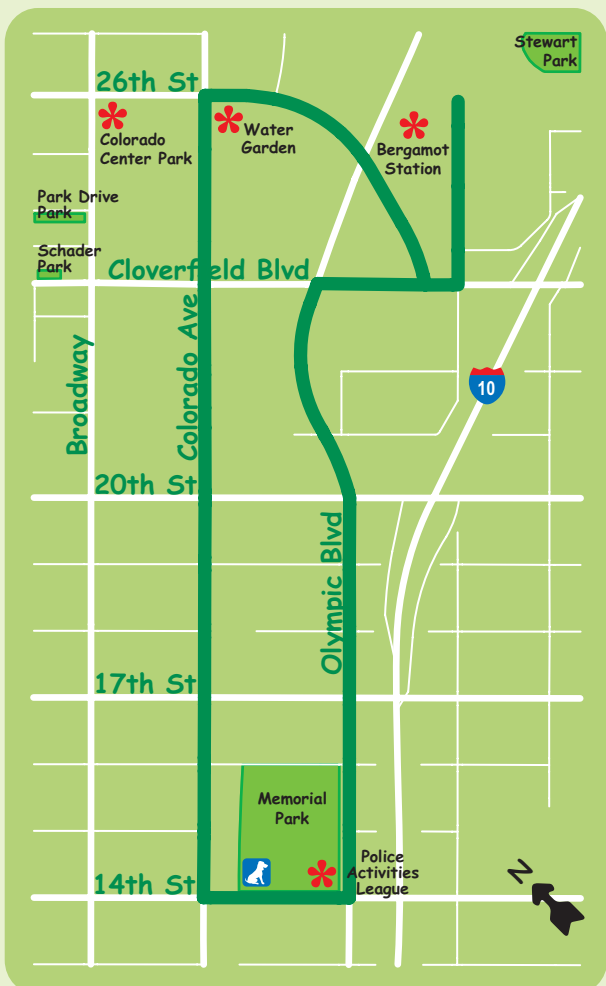 Stewart
Park
26th St
Colorado
Center Park
Water
Garden
Bergamot
Station
Park Drive
Park
Schader
Park
Cloverfield Blvd
Broadway
Colorado Ave
10
20th St
Olympic Blvd
17th St
Memorial
Park
Police
Activities
League
14th St
N